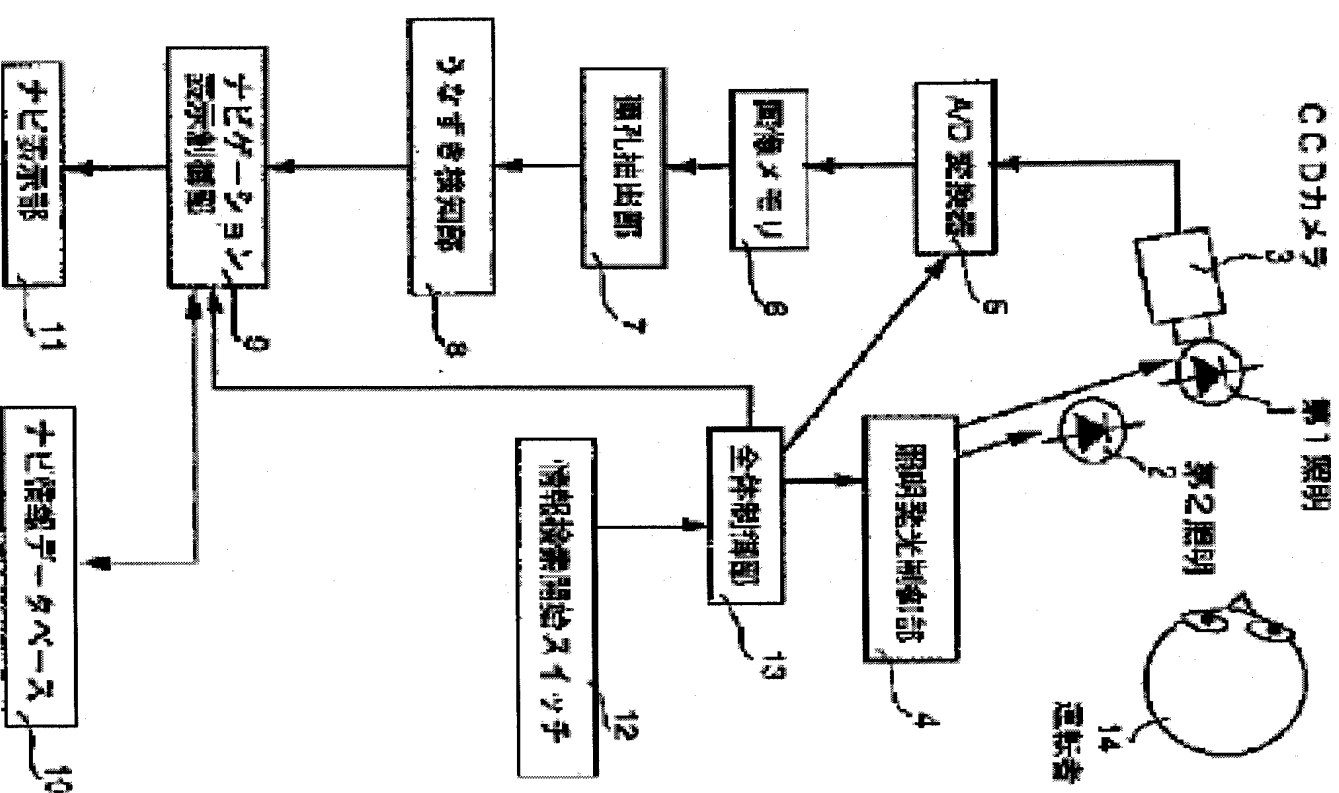 CCDカメラ
3
第1照明
1
第2照明
2
運転者
14
A/D変換器
5
照明発光制御部
4
画像メモリ
6
全体制御部
13
鼻孔抽出部
7
情報検索開始スイッチ
12
うなずき検知部
8
ナビゲーション
表示制御部
9
ナビ表示部
11
ナビ情報データベース
10